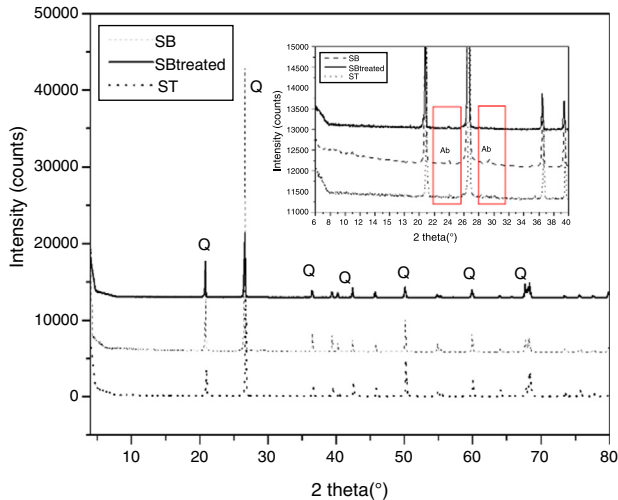 50000
40000
30000
20000
10000
0
Intensity (counts)
SB
SBtreated
ST
Q
Q
Q
Q
Q
Q
Q
10
20
30
40
50
60
70
80
2 theta(°)
15000
14500
14000
13500
13000
12500
12000
11500
11000
Intensity (counts)
SB
SBtreated
ST
Ab
Ab
6 8 10 12 14 16 18 20 22 24 26 28 30 32 34 36 38 40
2 theta(°)